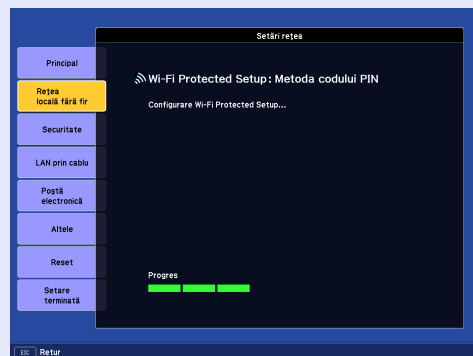 Setări rețea
Principal
Rețea
locală fără fir
Securitate
LAN prin cablu
Poștă
electronică
Altele
Reset
Setare
terminată
Wi-Fi Protected Setup: Metoda codului PIN
Configurare Wi-Fi Protected Setup...
Progres
ESC Retur